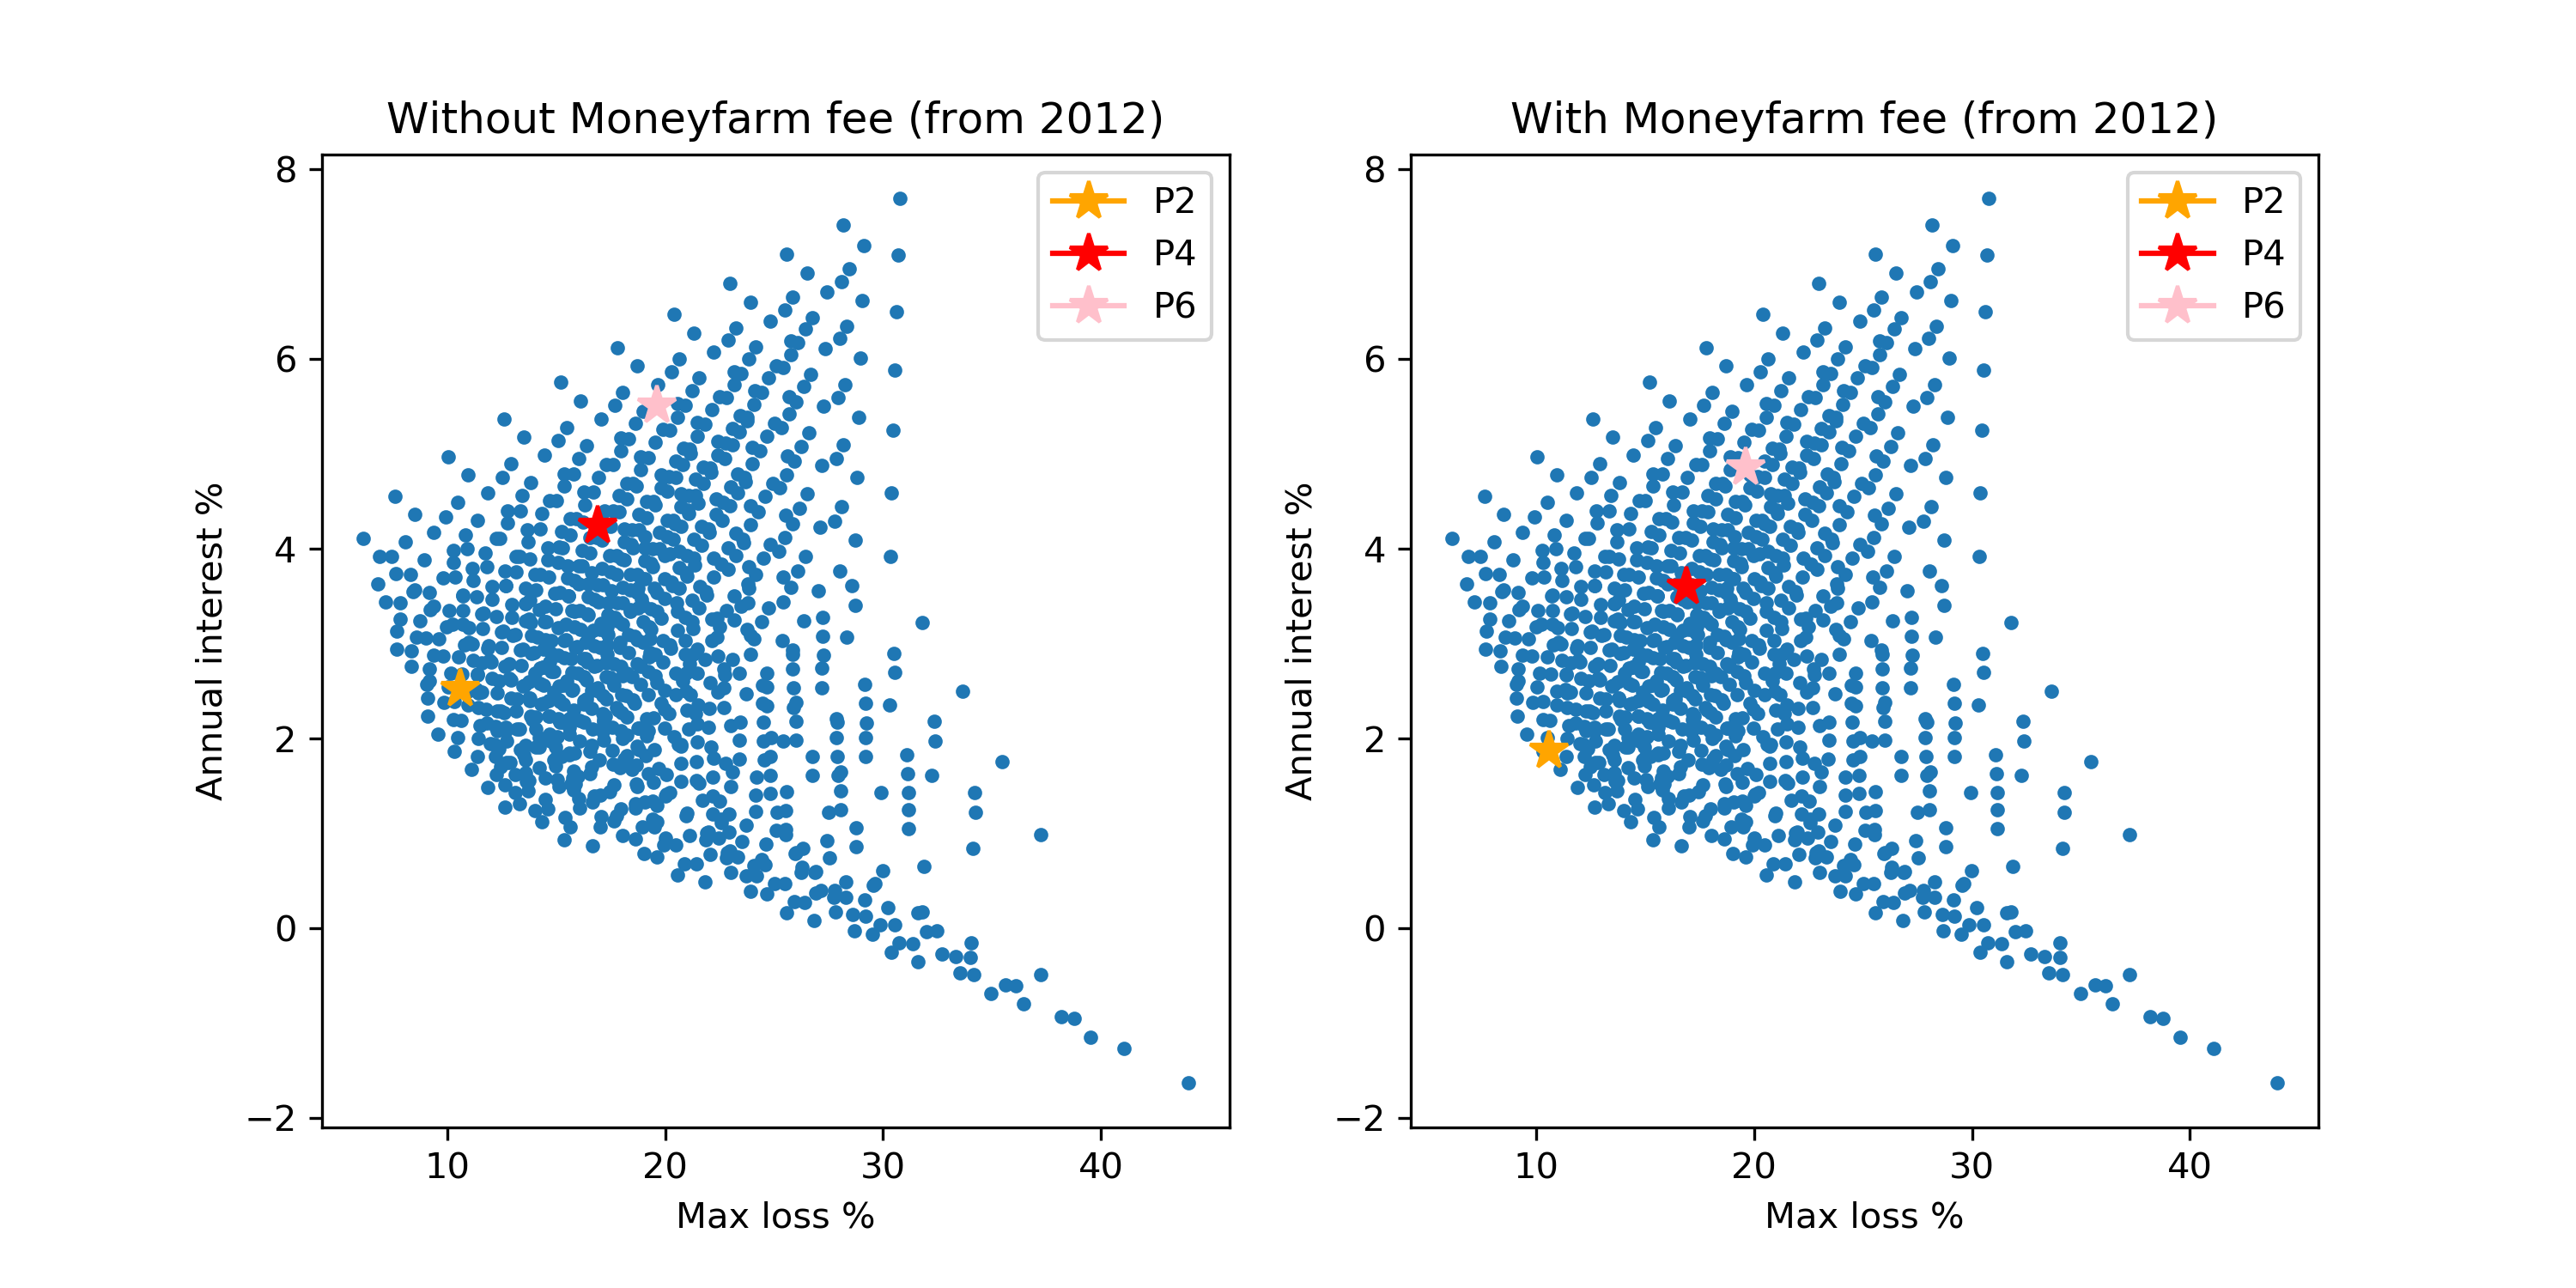 Without Moneyfarm fee (from 2012)
8
6
4
2
0
−2
Annual interest %
10 20 30 40
Max loss %
P2
P4
P6
With Moneyfarm fee (from 2012)
8
6
4
2
0
−2
Annual interest %
10 20 30 40
Max loss %
P2
P4
P6